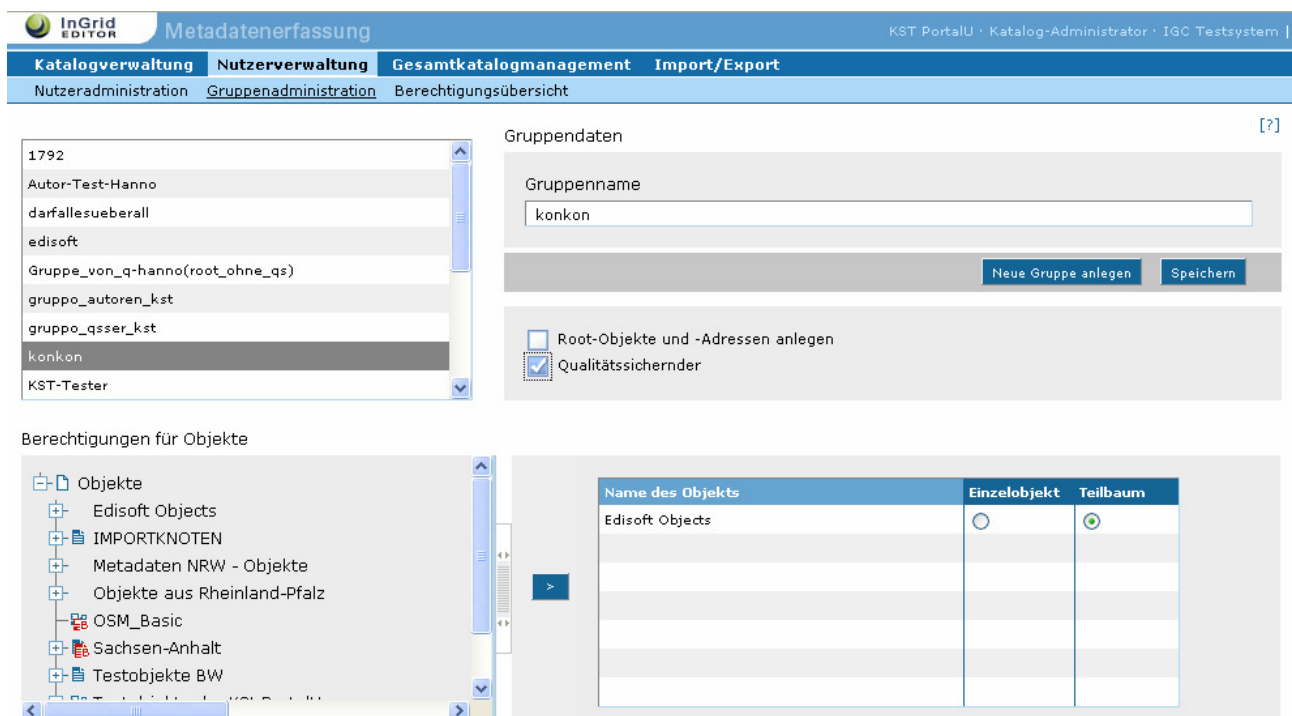 InGrid
EDITOR
Metadatenerfassung
KST PortalU · Katalog-Administrator · IGC Testsystem |
Katalogverwaltung Nutzerverwaltung Gesamtkatalogmanagement Import/Export
Nutzeradministration Gruppenadministration Berechtigungsübersicht
[?]
1792
Autor-Test-Hanno
darfallesueberall
edisoft
Gruppe_von_q-hanno(root_ohne_qs)
gruppo_autoren_kst
gruppo_qsser_kst
konkon
KST-Tester
Gruppendaten
Gruppenname
konkon
Neue Gruppe anlegen Speichern
Root-Objekte und -Adressen anlegen
Qualitätssichernder
Berechtigungen für Objekte
Objekte
Edisoft Objects
IMPORTKNOTEN
Metadaten NRW - Objekte
Objekte aus Rheinland-Pfalz
OSM_Basic
Sachsen-Anhalt
Testobjekte BW
>
Name des Objekts Einzelobjekt Teilbaum
Edisoft Objects